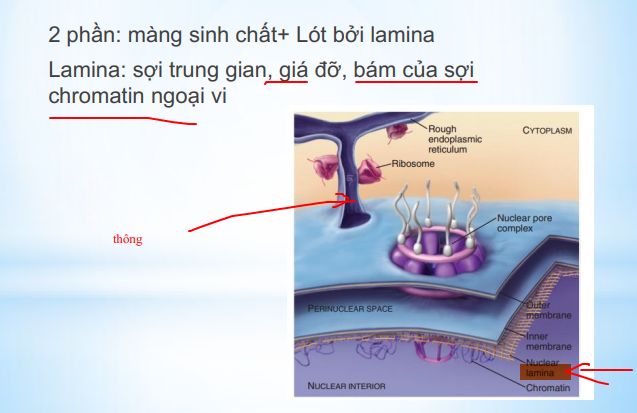 2 phần: màng sinh chất+ Lót bởi lamina
Lamina: sợi trung gian, giá đỡ, bám của sợi
chromatin ngoại vi
Rough
endoplasmic
reticulum
CYTOPLASM
Ribosome
Nuclear pore
complex
thông
PERINUCLEAR SPACE
Outer
membrane
Inner
membrane
Nuclear
lamina
Chromatin
NUCLEAR INTERIOR